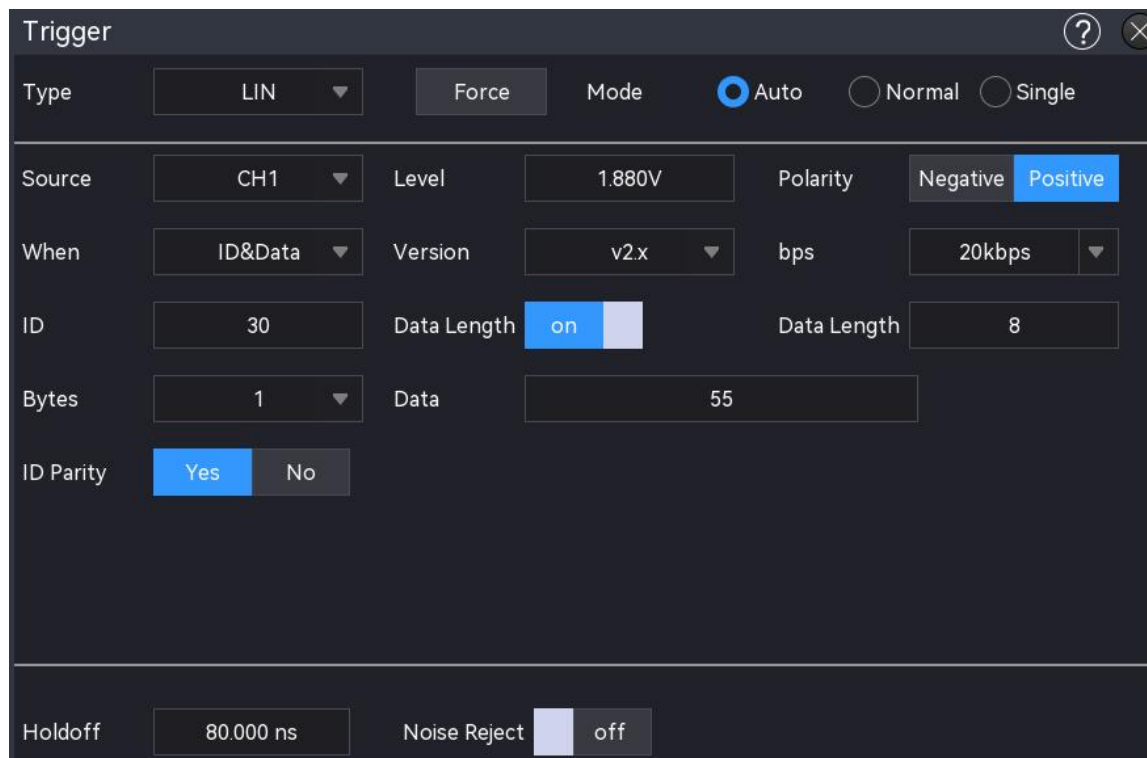 Trigger ?
Type LIN Force Mode Auto Normal Single
Source CH1 Level 1.880V Polarity Negative Positive
When ID&Data Version v2.x bps 20kbps
ID 30 Data Length on Data Length 8
Bytes 1 Data 55
ID Parity Yes No
Holdoff 80.000 ns Noise Reject off